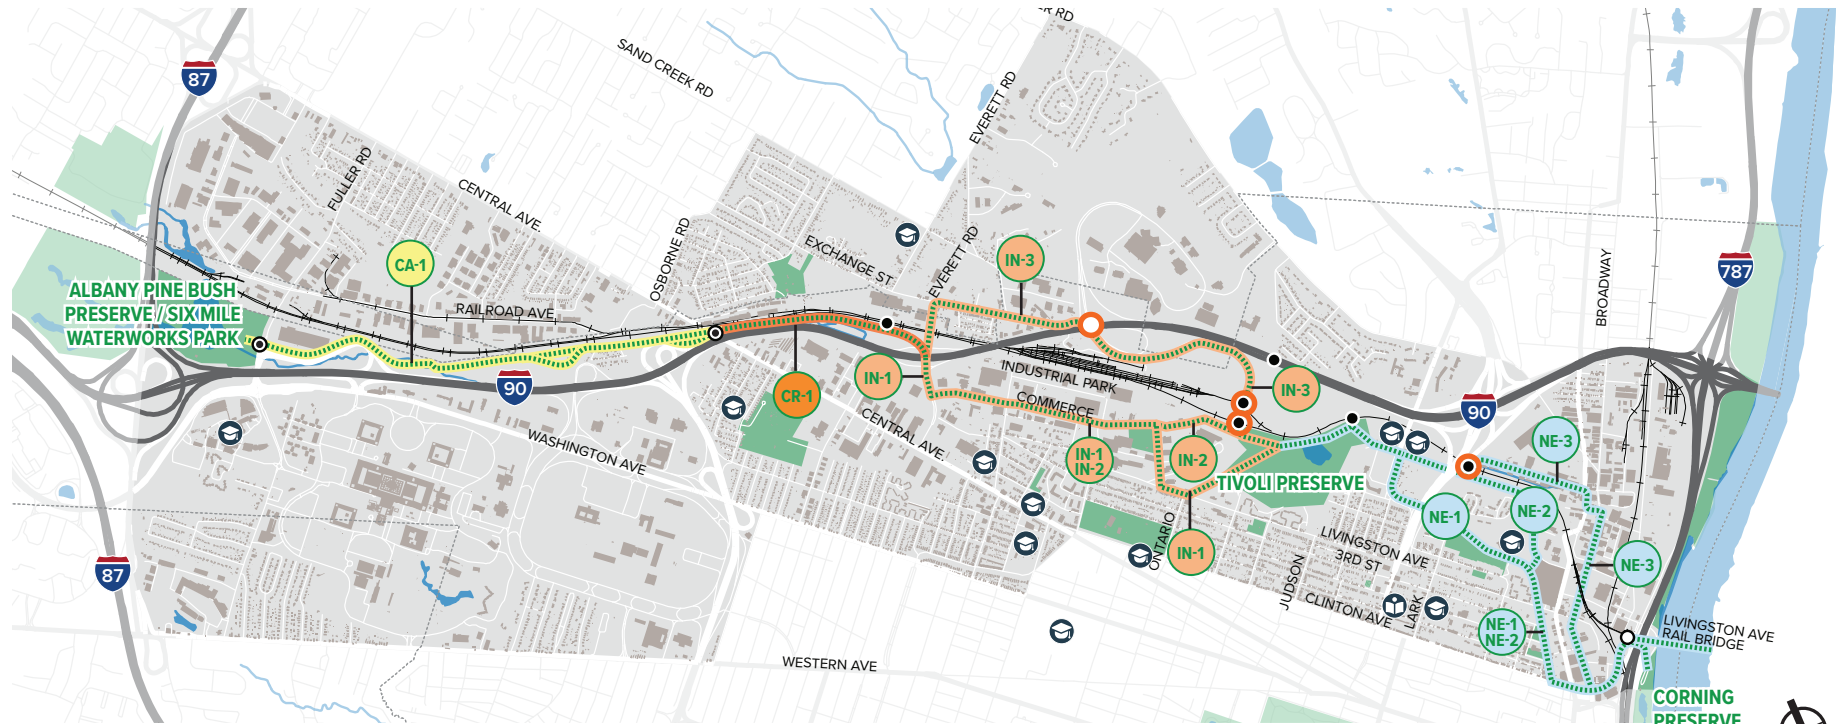 ER RD
87
SAND CREEK RD
EVERETT RD
FULLER RD
CENTRAL AVE.
OSBORNE RD
EXCHANGE ST
EVERETT RD
IN-3
CA-1
787
BROADWAY
ALBANY PINE BUSH
PRESERVE / SIX MILE
WATERWORKS PARK
RAILROAD AVE.
90
CR-1
IN-1
INDUSTRIAL PARK
COMMERCE
IN-3
90
CENTRAL AVE.
WASHINGTON AVE
IN-1
IN-2
IN-2
TIVOLI PRESERVE
NE-3
NE-1
NE-2
ONTARIO
IN-1
LIVINGSTON AVE
3RD ST
JUDSON
CLINTON AVE
LARK
NE-3
87
NE-1
NE-2
LIVINGSTON AVE
RAIL BRIDGE
WESTERN AVE
CORNING
PRESERVE